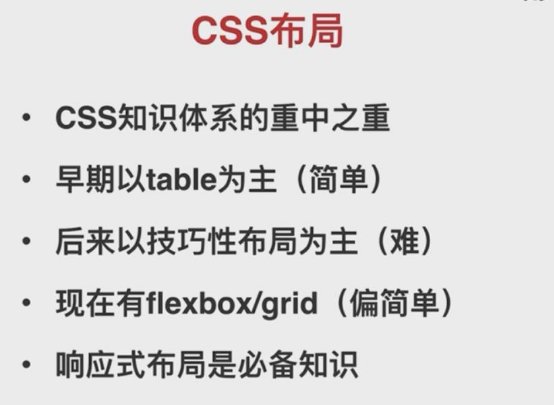 CSS布局
• CSS知识体系的重中之重
• 早期以table为主（简单）
• 后来以技巧性布局为主（难）
• 现在有flexbox/grid（偏简单）
• 响应式布局是必备知识